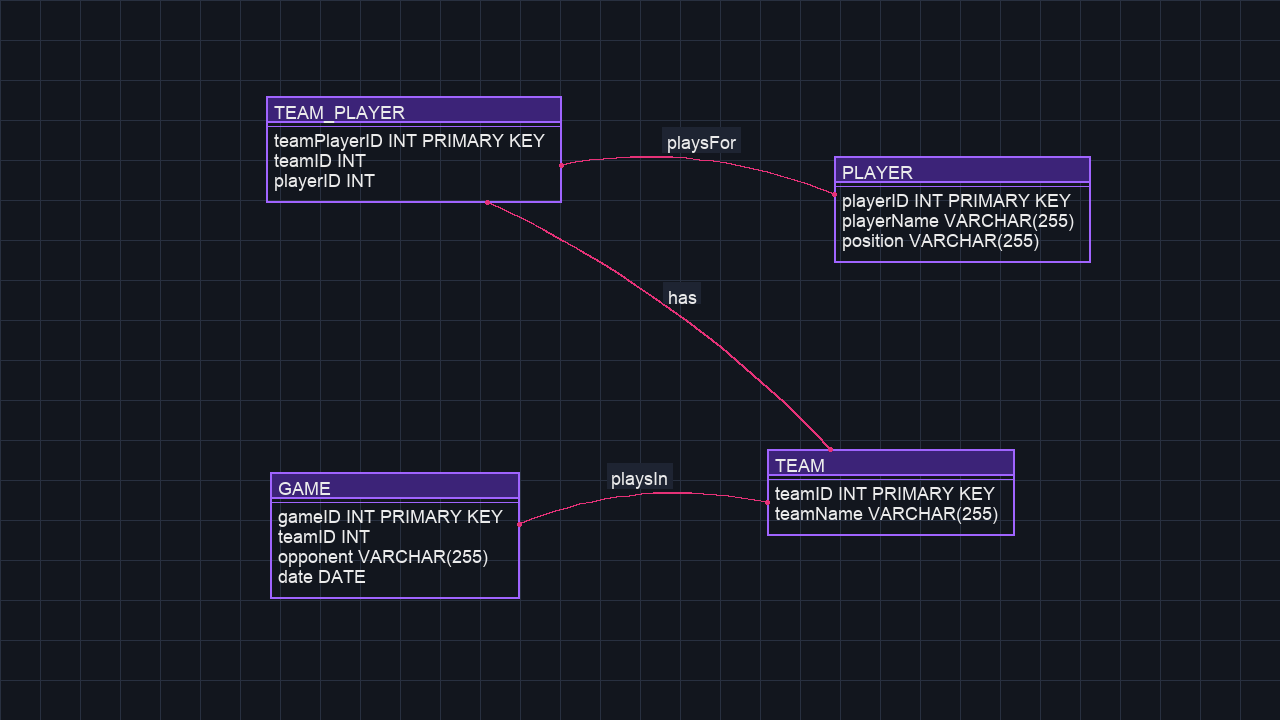 TEAM_PLAYER
teamPlayerID INT PRIMARY KEY
teamID INT
playerID INT
playsFor
PLAYER
playerID INT PRIMARY KEY
playerName VARCHAR(255)
position VARCHAR(255)
has
GAME
gameID INT PRIMARY KEY
teamID INT
opponent VARCHAR(255)
date DATE
playsIn
TEAM
teamID INT PRIMARY KEY
teamName VARCHAR(255)